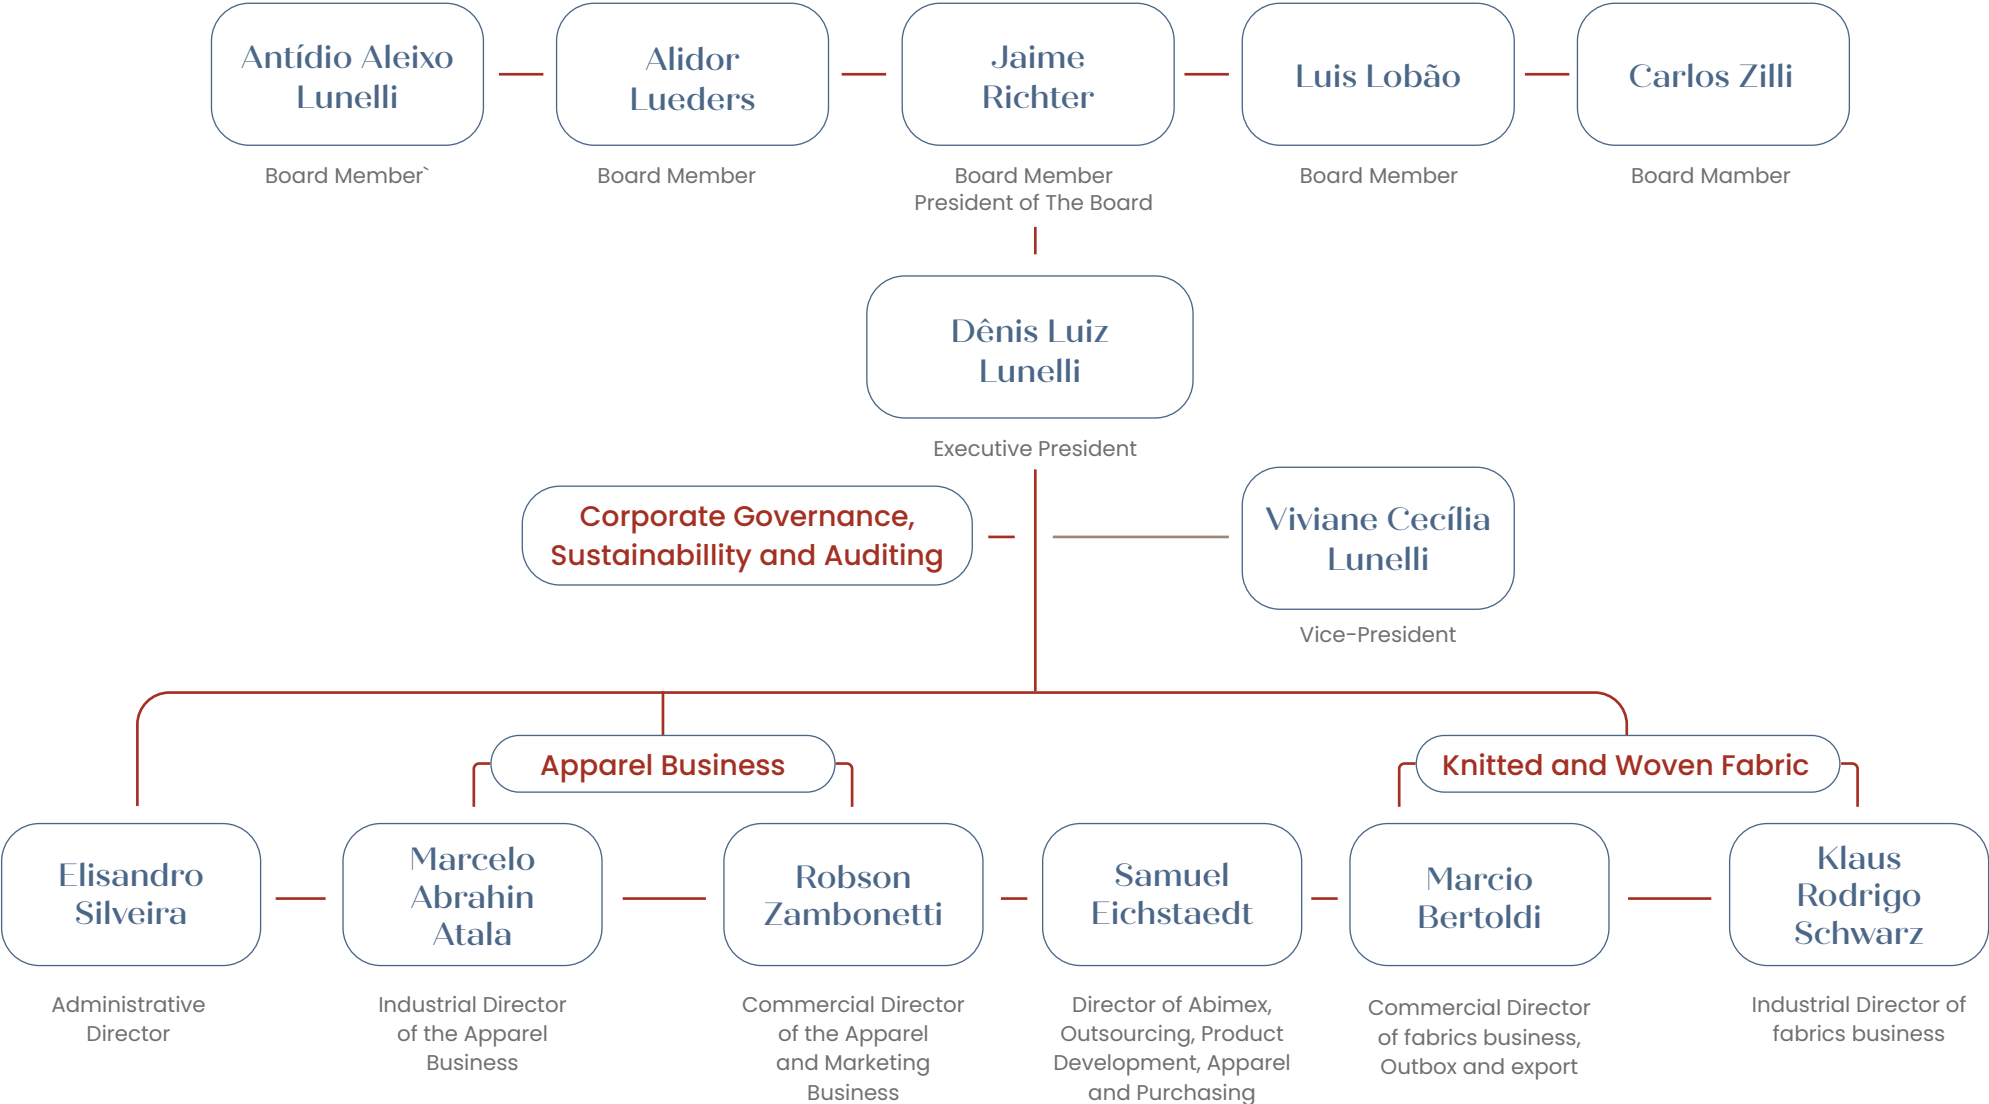 Antídio Aleixo
Lunelli
Board Member`
Alidor
Lueders
Board Member
Jaime
Richter
Board Member
President of The Board
Luis Lobão
Board Member
Carlos Zilli
Board Mamber
Dênis Luiz
Lunelli
Executive President
Corporate Governance,
Sustainabillity and Auditing
Viviane Cecília
Lunelli
Vice-President
Apparel Business
Knitted and Woven Fabric
Elisandro
Silveira
Administrative
Director
Marcelo
Abrahin
Atala
Industrial Director
of the Apparel
Business
Robson
Zambonetti
Commercial Director
of the Apparel
and Marketing
Business
Samuel
Eichstaedt
Director of Abimex,
Outsourcing, Product
Development, Apparel
and Purchasing
Marcio
Bertoldi
Commercial Director
of fabrics business,
Outbox and export
Klaus
Rodrigo
Schwarz
Industrial Director of
fabrics business